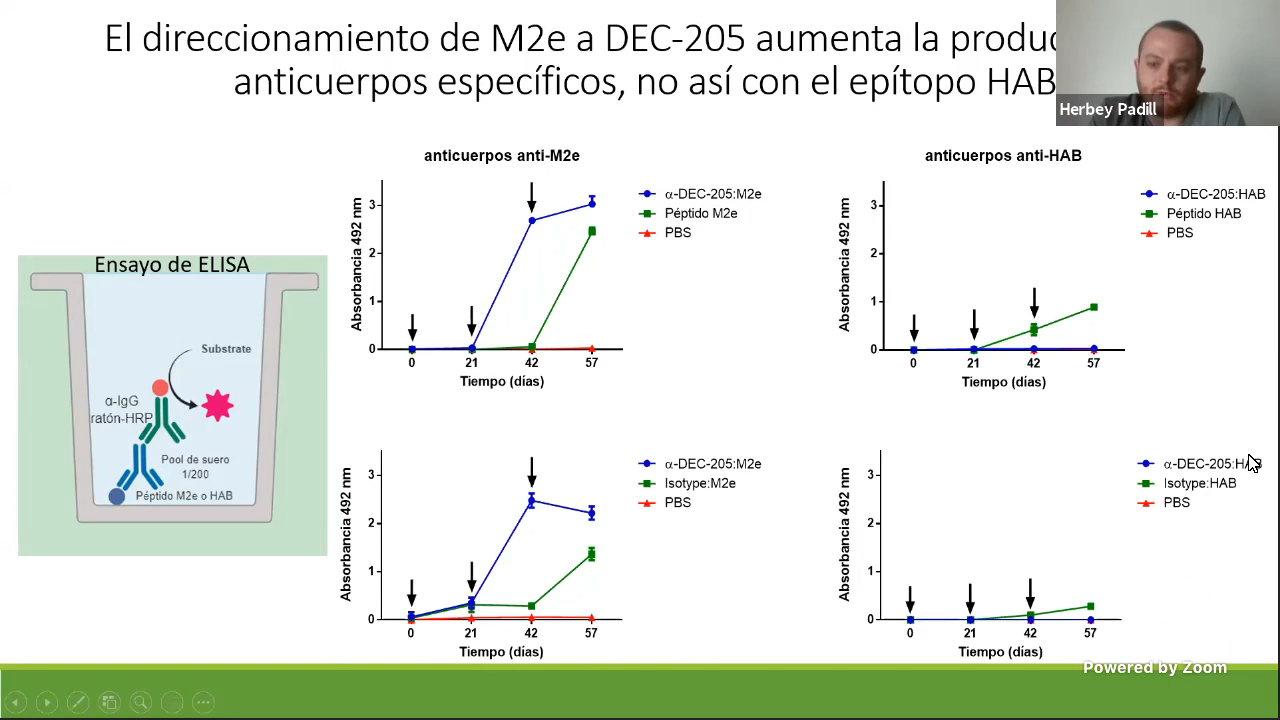 El direccionamiento de M2e a DEC-205 aumenta la produc
anticuerpos específicos, no así con el epítopo HAB
Herbey Padill
Ensayo de ELISA
Substrate
α-IgG
ratón-HRP
Pool de suero
1/200
Péptido M2e o HAB
anticuerpos anti-M2e
Absorbancia 492 nm
3
2
1
0
0 21 42 57
Tiempo (días)
α-DEC-205:M2e
Péptido M2e
PBS
anticuerpos anti-HAB
Absorbancia 492 nm
3
2
1
0
0 21 42 57
Tiempo (días)
α-DEC-205:HAB
Péptido HAB
PBS
Absorbancia 492 nm
3
2
1
0
0 21 42 57
Tiempo (días)
α-DEC-205:M2e
Isotype:M2e
PBS
Absorbancia 492 nm
3
2
1
0
0 21 42 57
Tiempo (días)
α-DEC-205:HAB
Isotype:HAB
PBS
Powered by Zoom